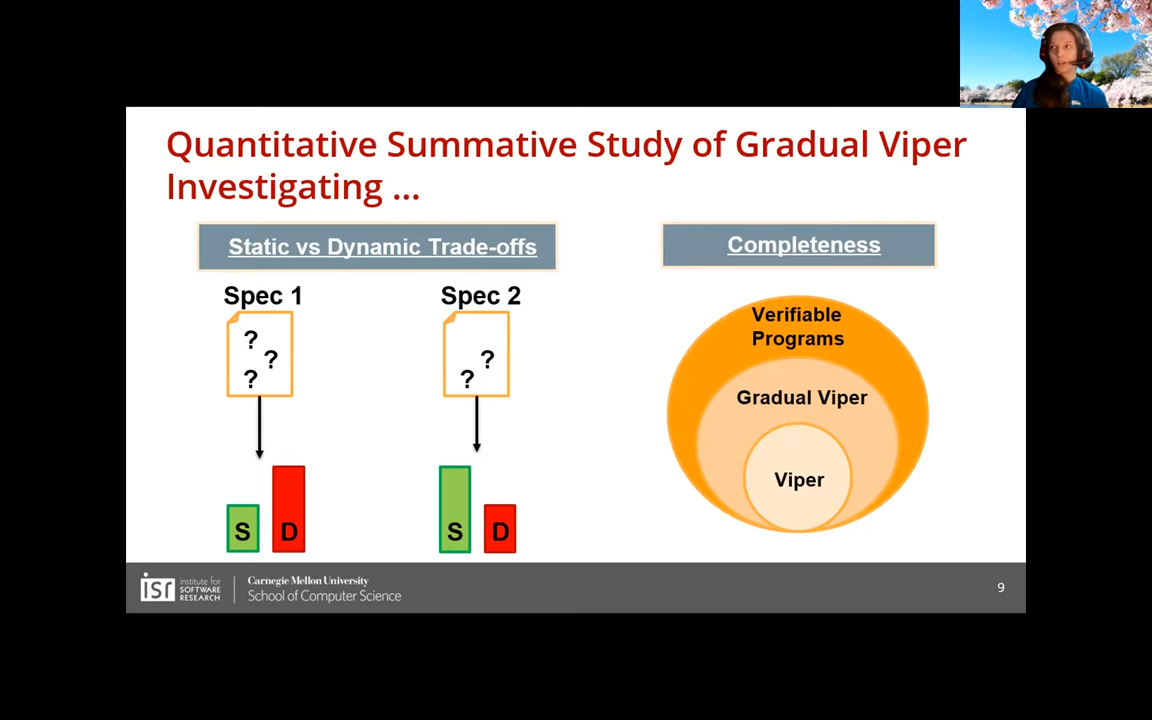 Quantitative Summative Study of Gradual Viper
Investigating ...
Static vs Dynamic Trade-offs
Completeness
Spec 1
Spec 2
?
?
?
?
?
S
D
S
D
Verifiable
Programs
Gradual Viper
Viper
isr
institute for
SOFTWARE
RESEARCH
Carnegie Mellon University
School of Computer Science
9